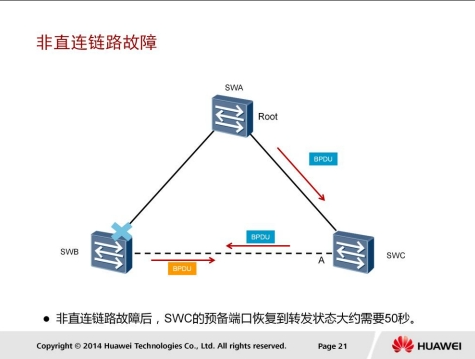 非直连链路故障
SWA
Root
BPDU
BPDU
SWB
A
SWC
BPDU
● 非直连链路故障后，SWC的预备端口恢复到转发状态大约需要50秒。
Copyright © 2014 Huawei Technologies Co., Ltd. All rights reserved. Page 21 HUAWEI